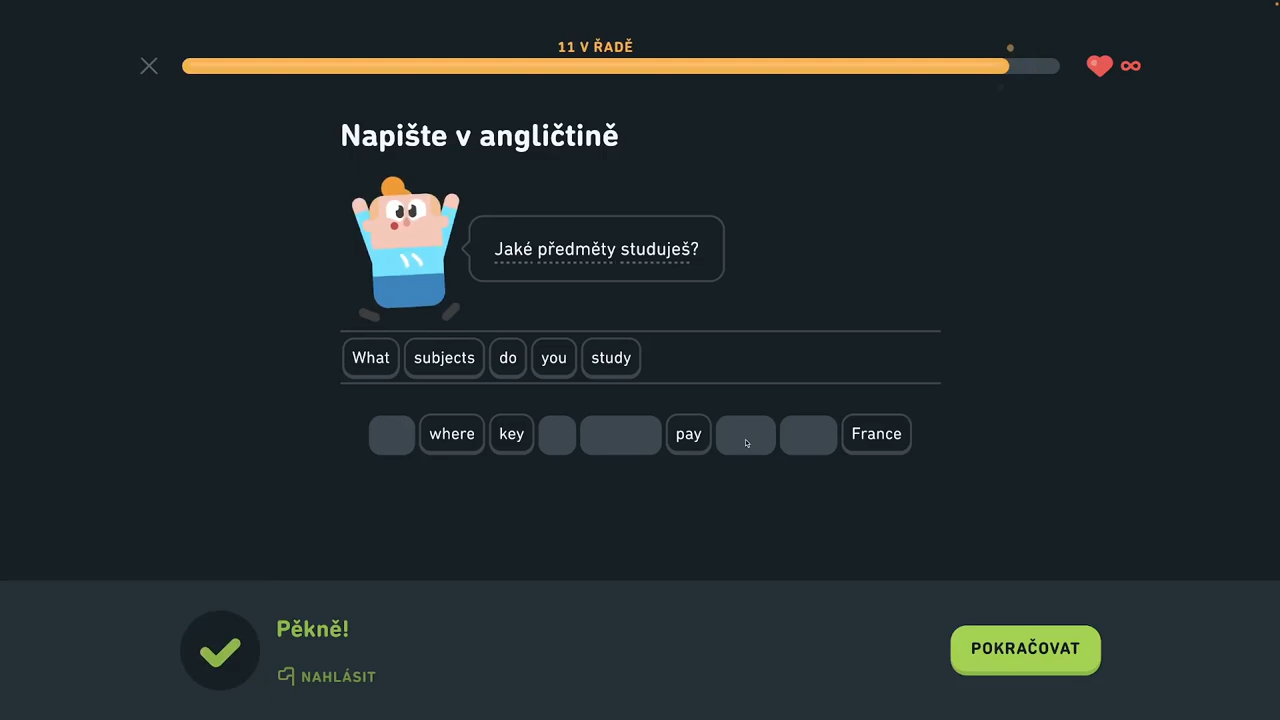 11 V ŘADĚ
∞
Napište v angličtině
Jaké předměty studuješ?
What subjects do you study
where key pay France
Pěkně!
NAHLÁSIT
POKRAČOVAT